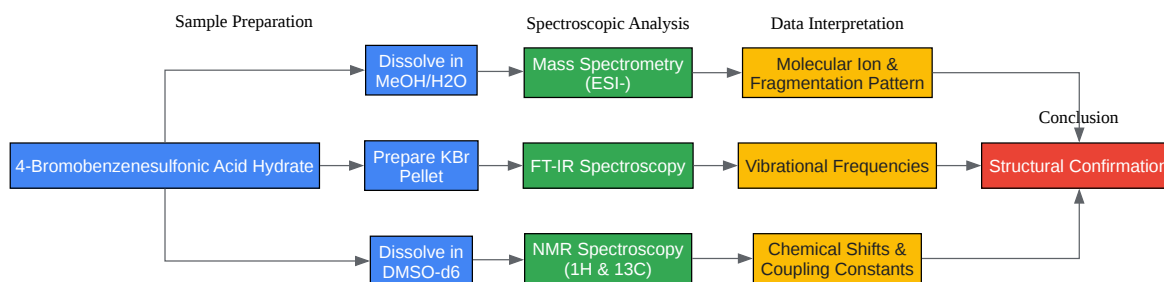 Sample Preparation
Spectroscopic Analysis
Data Interpretation
Dissolve in
MeOH/H2O
Mass Spectrometry
(ESI-)
Molecular Ion &
Fragmentation Pattern
Conclusion
4-Bromobenzenesulfonic Acid Hydrate
Prepare KBr
Pellet
FT-IR Spectroscopy
Vibrational Frequencies
Structural Confirmation
Dissolve in
DMSO-d6
NMR Spectroscopy
(1H & 13C)
Chemical Shifts &
Coupling Constants